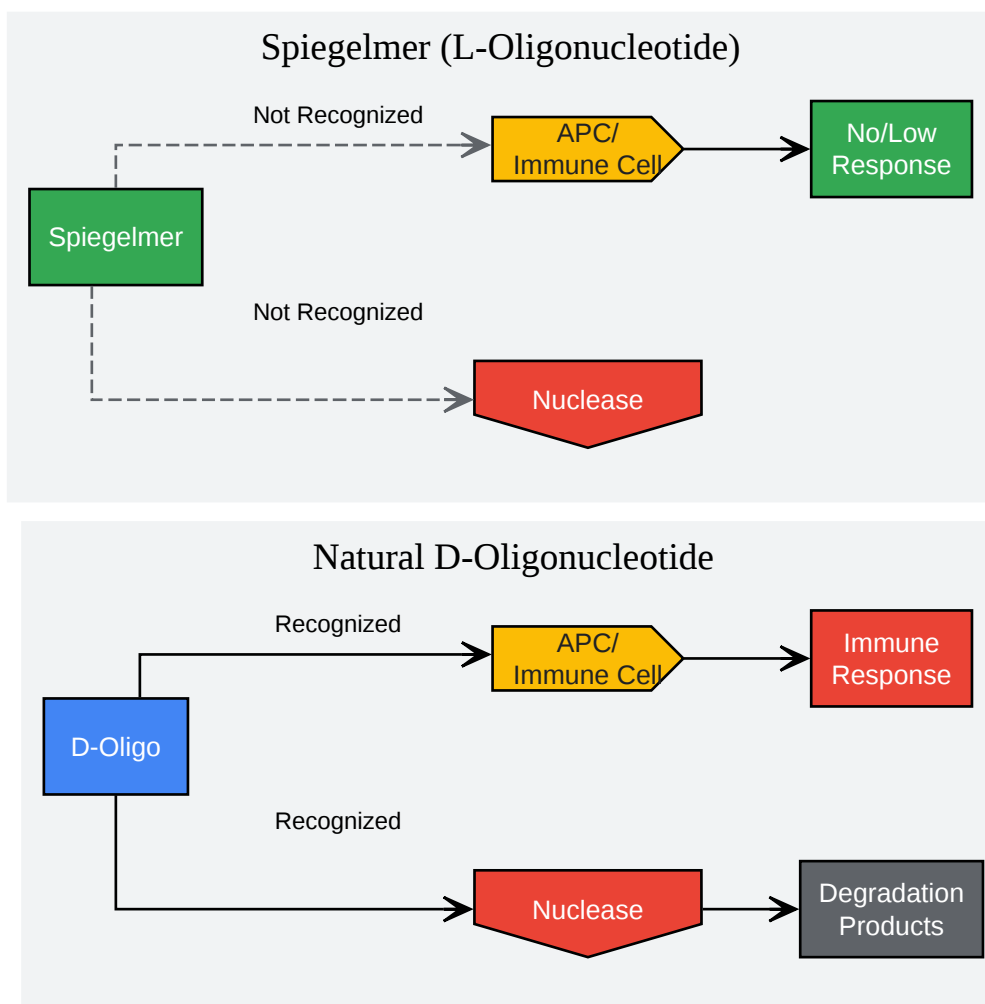 Spiegelmer (L-Oligonucleotide)
Not Recognized
APC/
Immune Cell
No/Low
Response
Spiegelmer
Not Recognized
Nuclease
Natural D-Oligonucleotide
Recognized
APC/
Immune Cell
Immune
Response
D-Oligo
Recognized
Nuclease
Degradation
Products